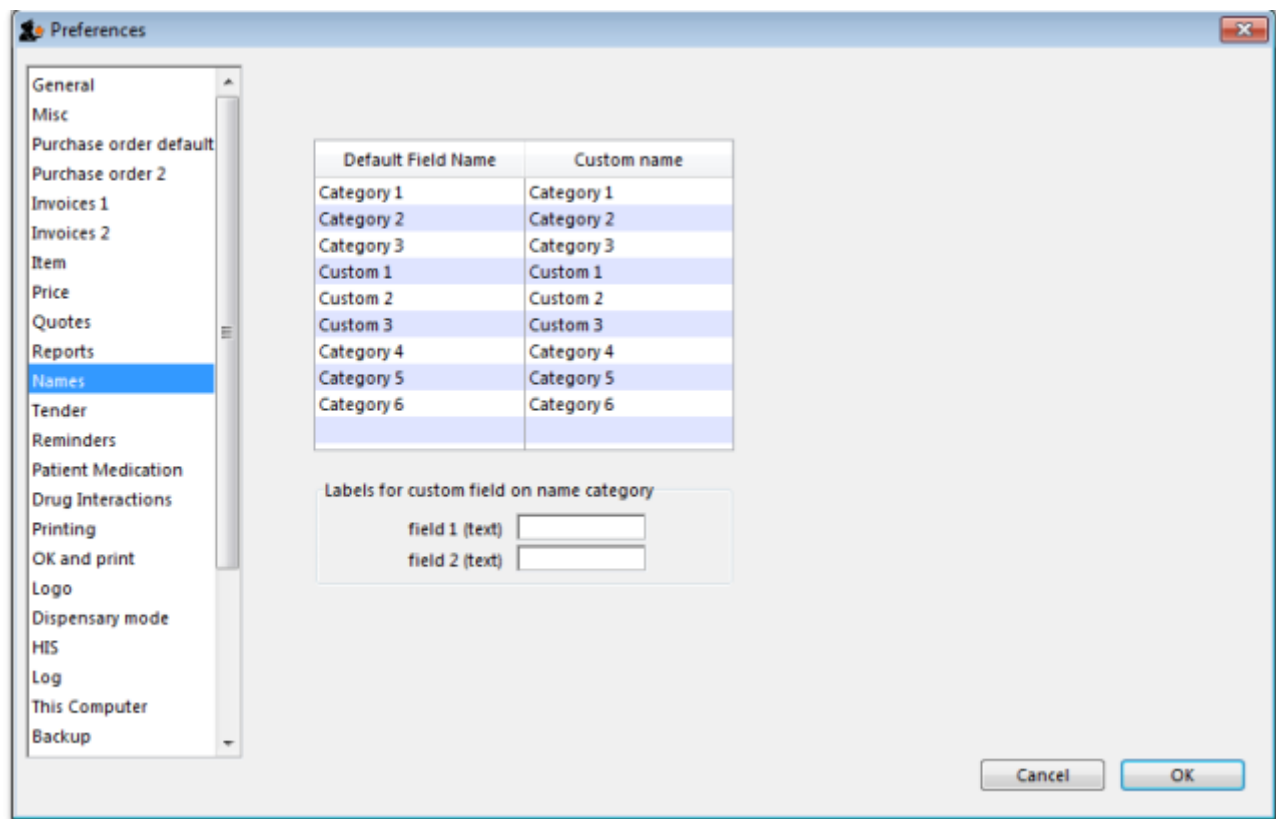 Preferences
General
Misc
Purchase order default
Purchase order 2
Invoices 1
Invoices 2
Item
Price
Quotes
Reports
Names
Tender
Reminders
Patient Medication
Drug Interactions
Printing
OK and print
Logo
Dispensary mode
HIS
Log
This Computer
Backup
Default Field Name Custom name
Category 1 Category 1
Category 2 Category 2
Category 3 Category 3
Custom 1 Custom 1
Custom 2 Custom 2
Custom 3 Custom 3
Category 4 Category 4
Category 5 Category 5
Category 6 Category 6
Labels for custom field on name category
field 1 (text)
field 2 (text)
Cancel OK